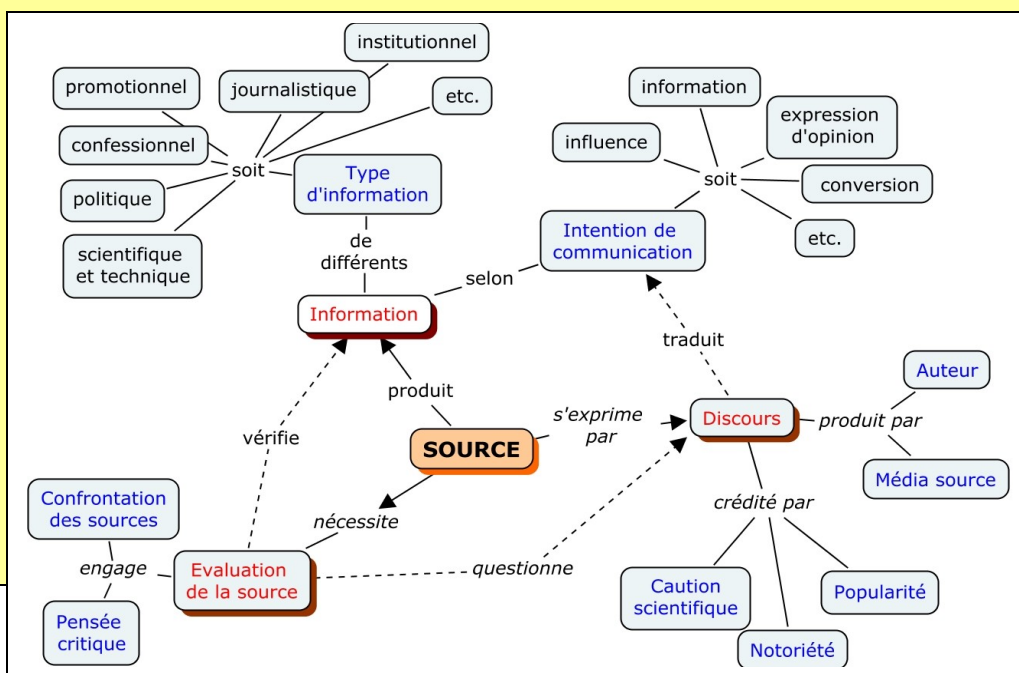 institutionnel
promotionnel
journalistique
etc.
information
expression
d'opinion
confessionnel
influence
soit
Type
d'information
soit
conversion
politique
Intention de
communication
etc.
scientifique
et technique
de
différents
selon
Information
traduit
Auteur
produit
s'exprime
par
Discours
produit par
vérifie
SOURCE
Média source
Confrontation
des sources
nécessite
crédité par
engage
Evaluation
de la source
questionne
Caution
scientifique
Popularité
Pensée
critique
Notoriété